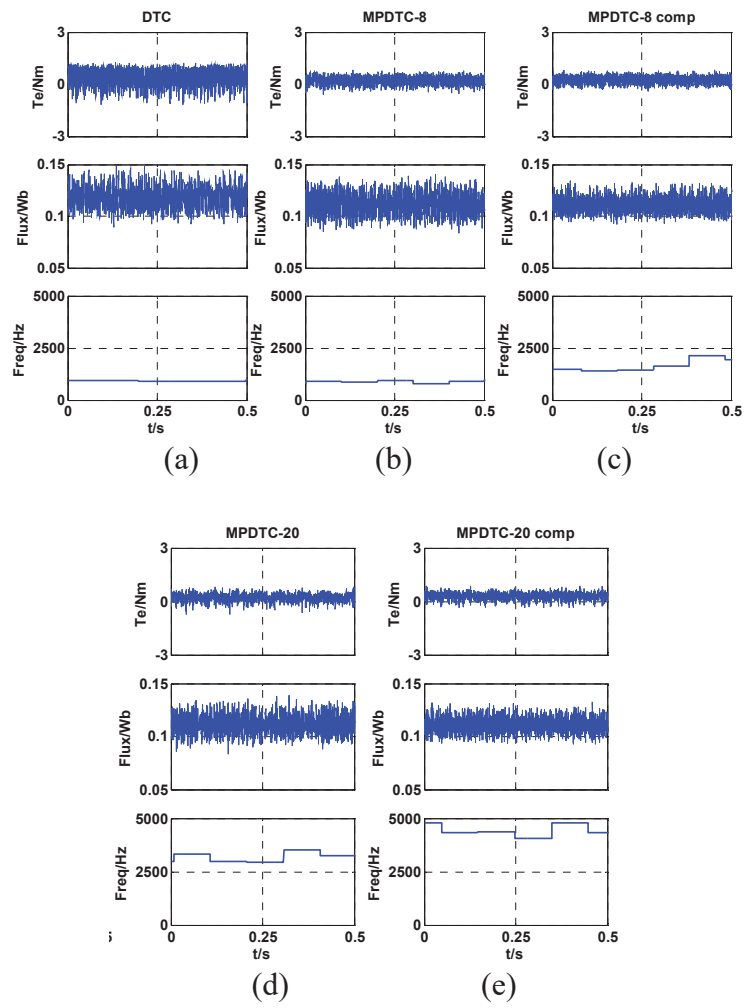 DTC MPDTC-8 MPDTC-8 comp
3 3 3
Te/Nm 0 Te/Nm 0 Te/Nm 0
-3 -3 -3
0.15 0.15 0.15
Flux/Wb 0.1 Flux/Wb 0.1 Flux/Wb 0.1
0.05 0.05 0.05
5000 5000 5000
Freq/Hz 2500 Freq/Hz 2500 Freq/Hz 2500
0 0 0
0 0.25 0.5 0 0.25 0.5 0 0.25 0.5
t/s t/s t/s
(a) (b) (c)
MPDTC-20 MPDTC-20 comp
3 3
Te/Nm 0 Te/Nm 0
-3 -3
0.15 0.15
Flux/Wb 0.1 Flux/Wb 0.1
0.05 0.05
5000 5000
Freq/Hz 2500 Freq/Hz 2500
0 0
0 0.25 0.5 0 0.25 0.5
t/s t/s
(d) (e)